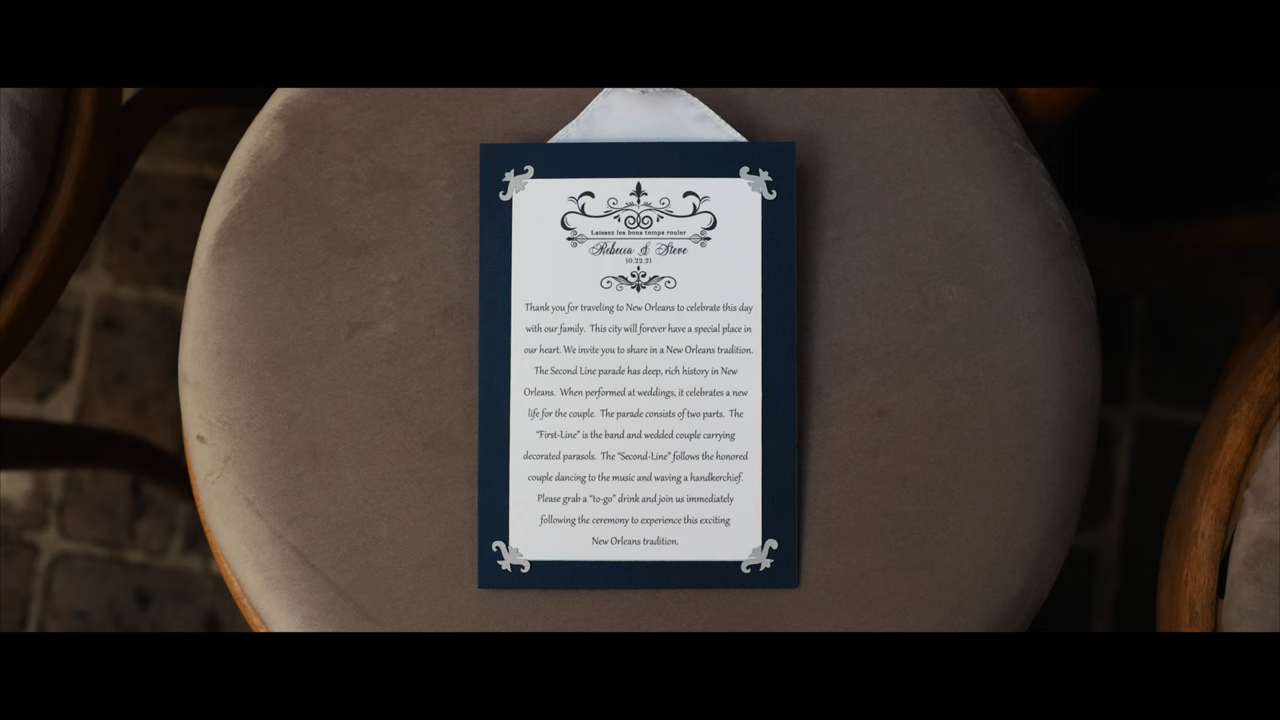 Laissez les bons temps rouler
Rebecca & Steve
10.22.21
Thank you for traveling to New Orleans to celebrate this day
with our family. This city will forever have a special place in
our heart. We invite you to share in a New Orleans tradition.
The Second Line parade has deep, rich history in New
Orleans. When performed at weddings, it celebrates a new
life for the couple. The parade consists of two parts. The
“First-Line” is the band and wedded couple carrying
decorated parasols. The “Second-Line” follows the honored
couple dancing to the music and waving a handkerchief.
Please grab a “to-go” drink and join us immediately
following the ceremony to experience this exciting
New Orleans tradition.